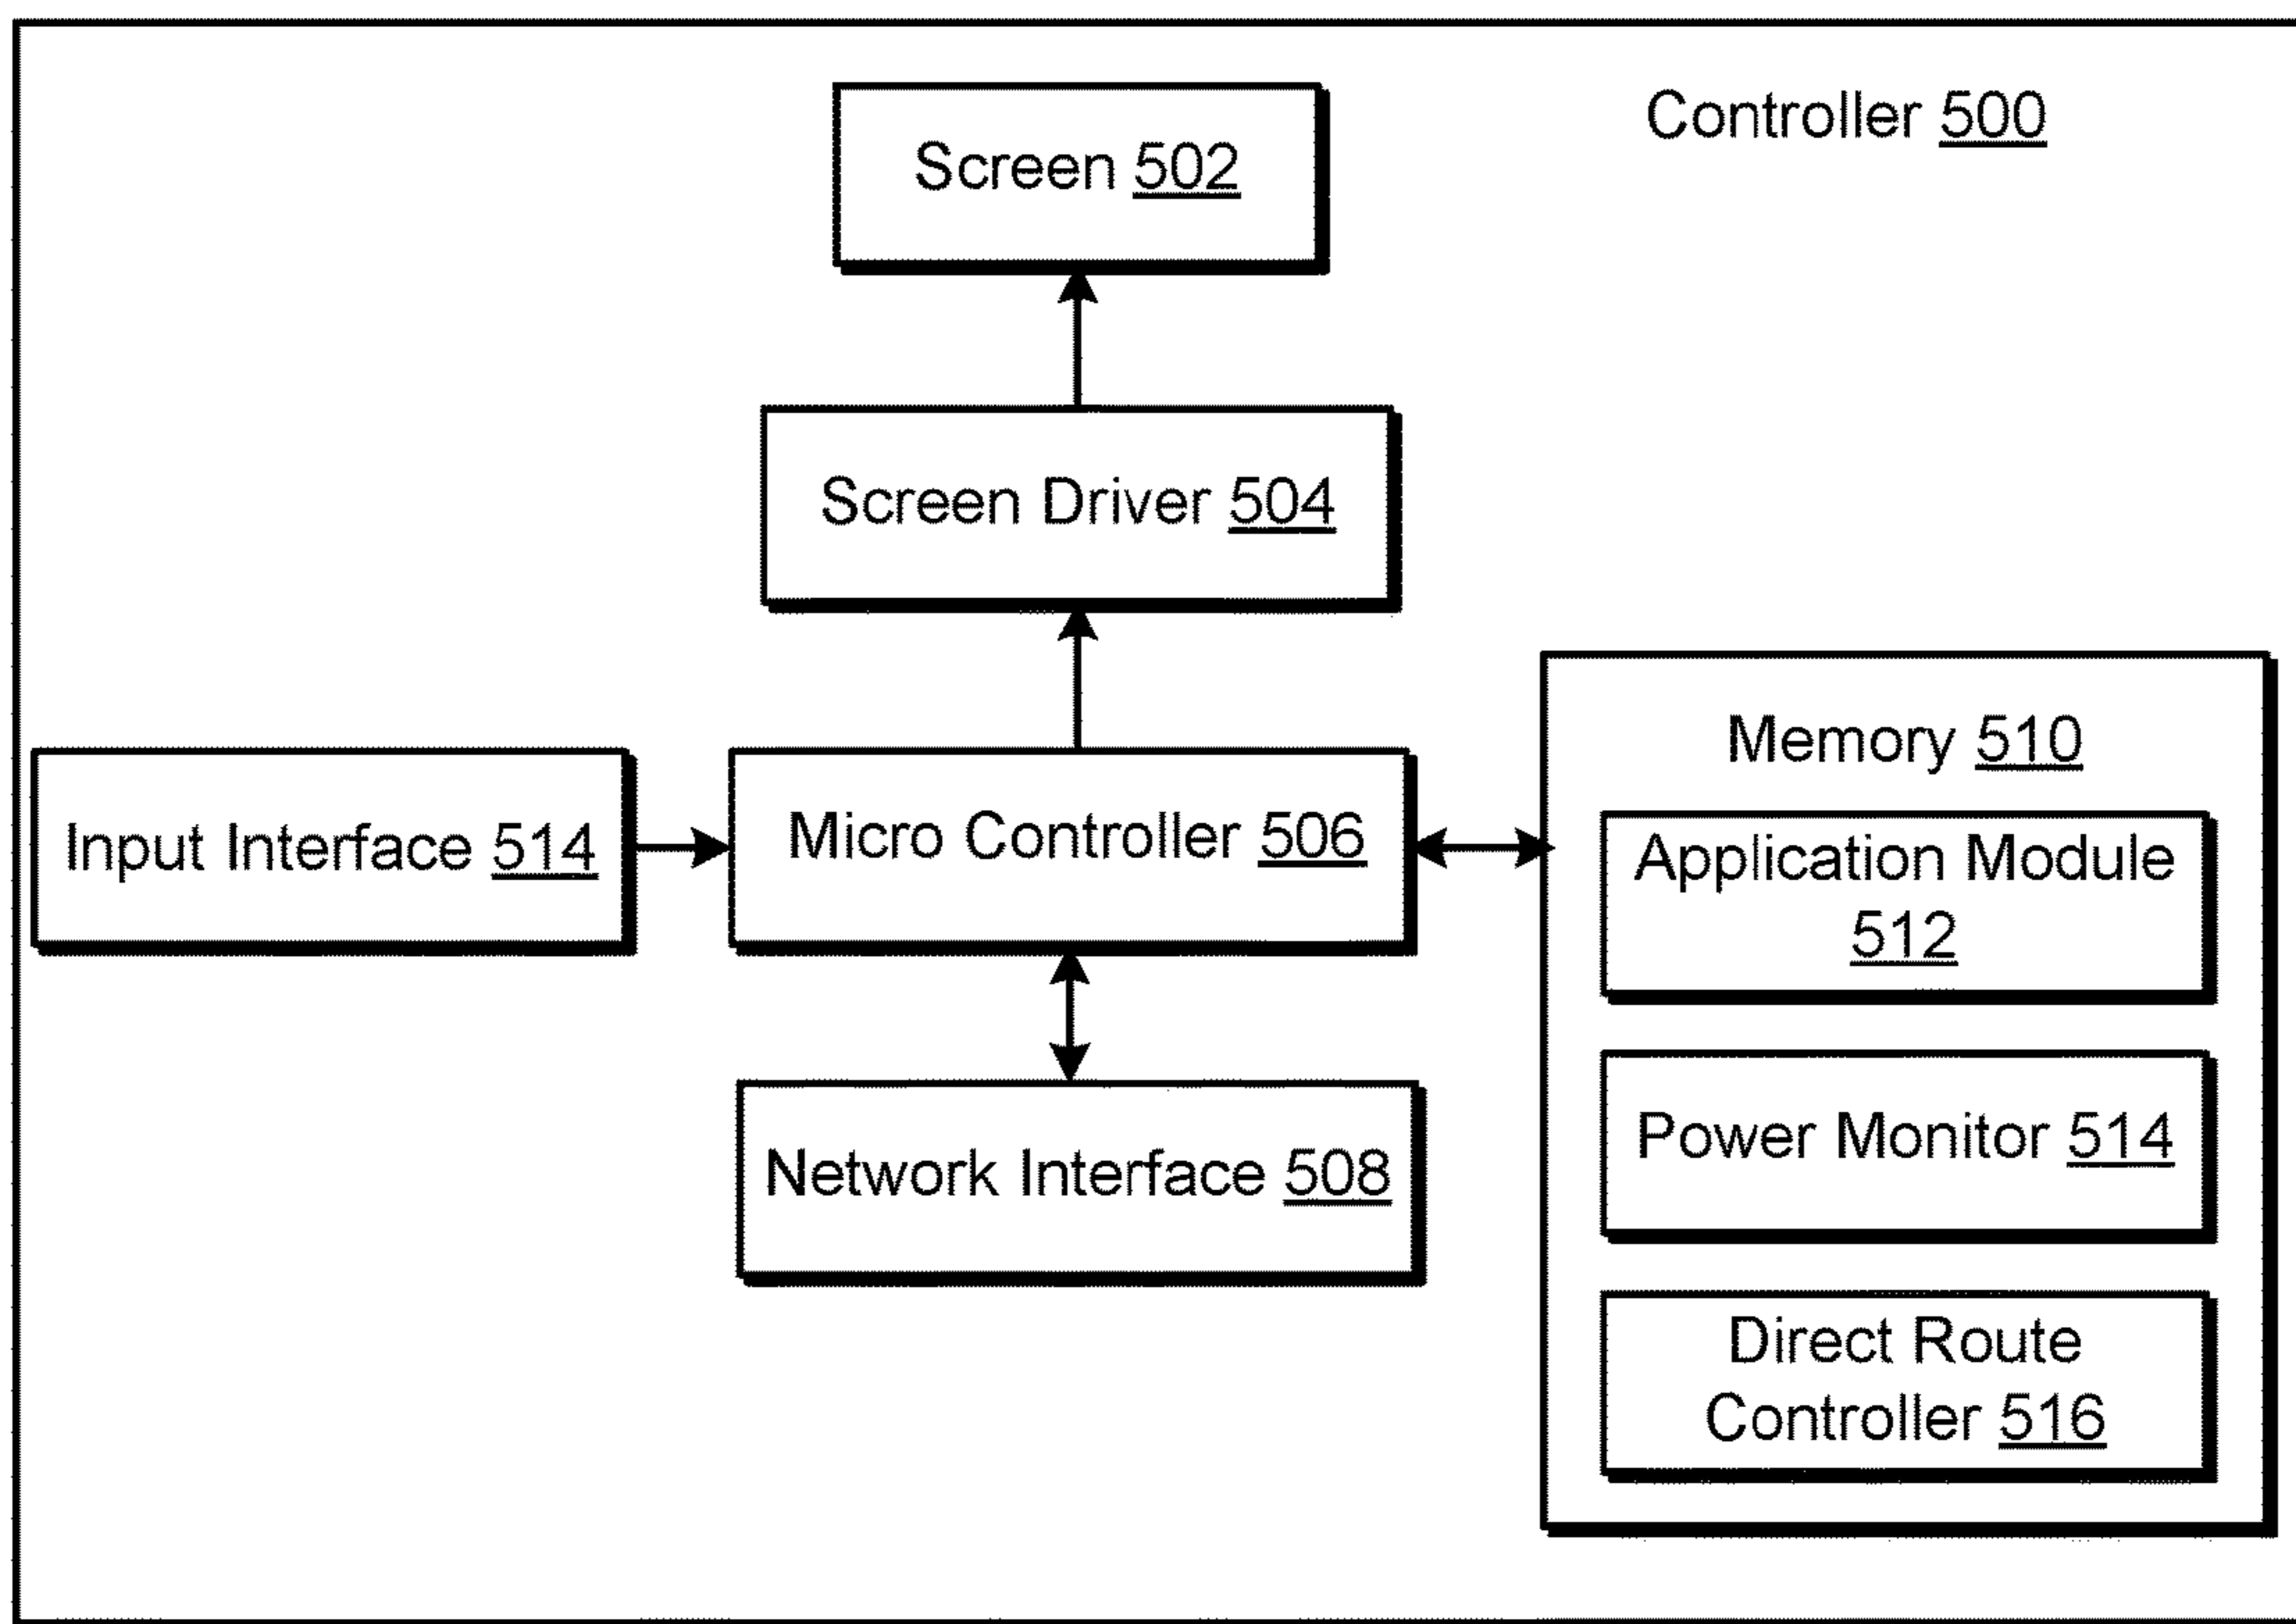 Controller 500
Screen 502
Screen Driver 504
Input Interface 514
Micro Controller 506
Network Interface 508
Memory 510
Application Module
512
Power Monitor 514
Direct Route
Controller 516